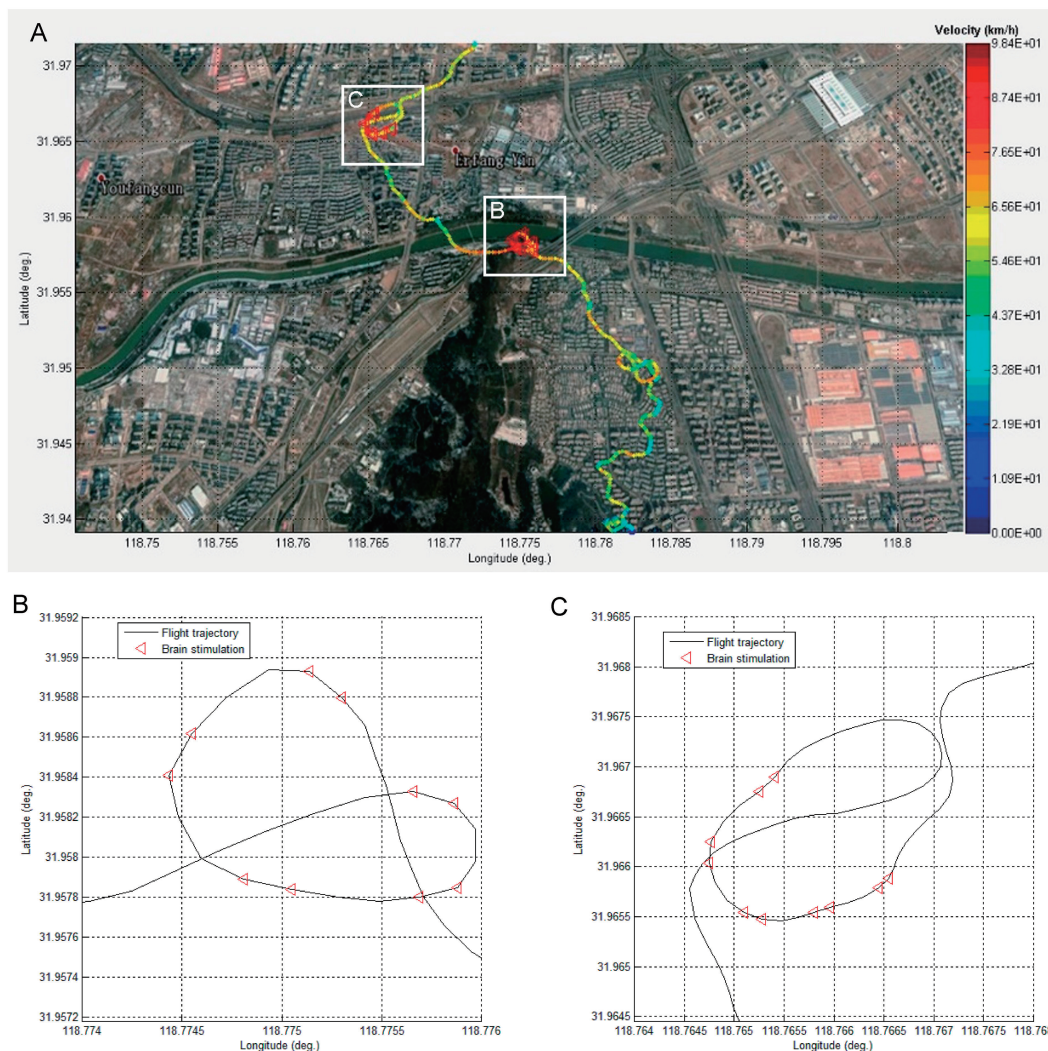 A
Velocity (km/h)
9.84E+01
8.74E+01
7.65E+01
6.56E+01
5.46E+01
4.37E+01
3.28E+01
2.19E+01
1.09E+01
0.00E+00
31.97
31.965
31.96
31.955
31.95
31.945
31.94
Latitude (deg.)
C
Erfang Yin
Youfangcun
B
118.75
118.755
118.76
118.765
118.77
118.775
118.78
118.785
118.79
118.795
118.8
Longitude (deg.)
B
31.9592
31.959
31.9588
31.9586
31.9584
31.9582
31.958
31.9578
31.9576
31.9574
31.9572
Latitude (deg.)
Flight trajectory
Brain stimulation
118.774
118.7745
118.775
118.7755
118.776
Longitude (deg.)
C
31.9685
31.968
31.9675
31.967
31.9665
31.966
31.9655
31.965
31.9645
Latitude (deg.)
Flight trajectory
Brain stimulation
118.764
118.7645
118.765
118.7655
118.766
118.7665
118.767
118.7675
118.768
Longitude (deg.)